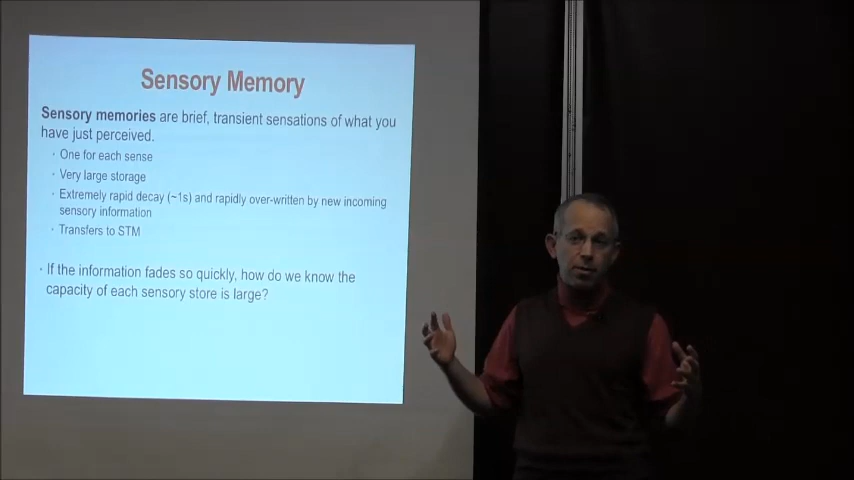 Sensory Memory
Sensory memories are brief, transient sensations of what you
have just perceived.
· One for each sense
· Very large storage
· Extremely rapid decay (~1s) and rapidly over-written by new incoming
sensory information
· Transfers to STM
· If the information fades so quickly, how do we know the
capacity of each sensory store is large?